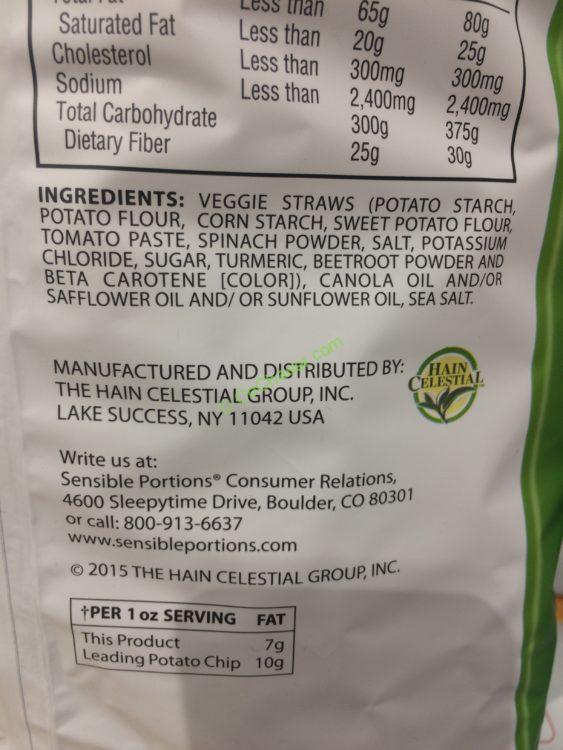 Less than 65g 80g
Saturated Fat Less than 20g 25g
Cholesterol Less than 300mg 300mg
Sodium Less than 2,400mg 2,400mg
Total Carbohydrate 300g 375g
Dietary Fiber 25g 30g
INGREDIENTS: VEGGIE STRAWS (POTATO STARCH,
POTATO FLOUR, CORN STARCH, SWEET POTATO FLOUR,
TOMATO PASTE, SPINACH POWDER, SALT, POTASSIUM
CHLORIDE, SUGAR, TURMERIC, BEETROOT POWDER AND
BETA CAROTENE [COLOR]), CANOLA OIL AND/OR
SAFFLOWER OIL AND/ OR SUNFLOWER OIL, SEA SALT.
MANUFACTURED AND DISTRIBUTED BY:
THE HAIN CELESTIAL GROUP, INC.
LAKE SUCCESS, NY 11042 USA
HAIN
CELESTIAL
Write us at:
Sensible Portions® Consumer Relations,
4600 Sleepytime Drive, Boulder, CO 80301
or call: 800-913-6637
www.sensibleportions.com
© 2015 THE HAIN CELESTIAL GROUP, INC.
†PER 1 oz SERVING FAT
This Product 7g
Leading Potato Chip 10g